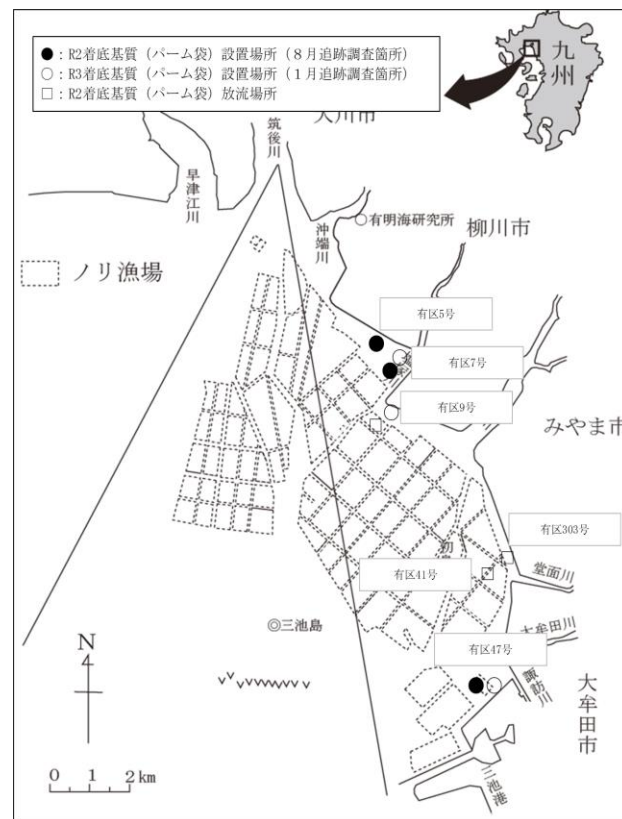 ●：R2着底基質（パーム袋）設置場所（８月追跡調査箇所）
○：R3着底基質（パーム袋）設置場所（１月追跡調査箇所）
□：R2着底基質（パーム袋）放流場所
九州
大川市
筑後川
早津江川
沖端川
有明海研究所
柳川市
ノリ漁場
有区5号
有区7号
有区9号
みやま市
有区303号
有区41号
堂面川
三池島
大牟田川
有区47号
諏訪川
大牟田市
N
0 1 2 km
三池港